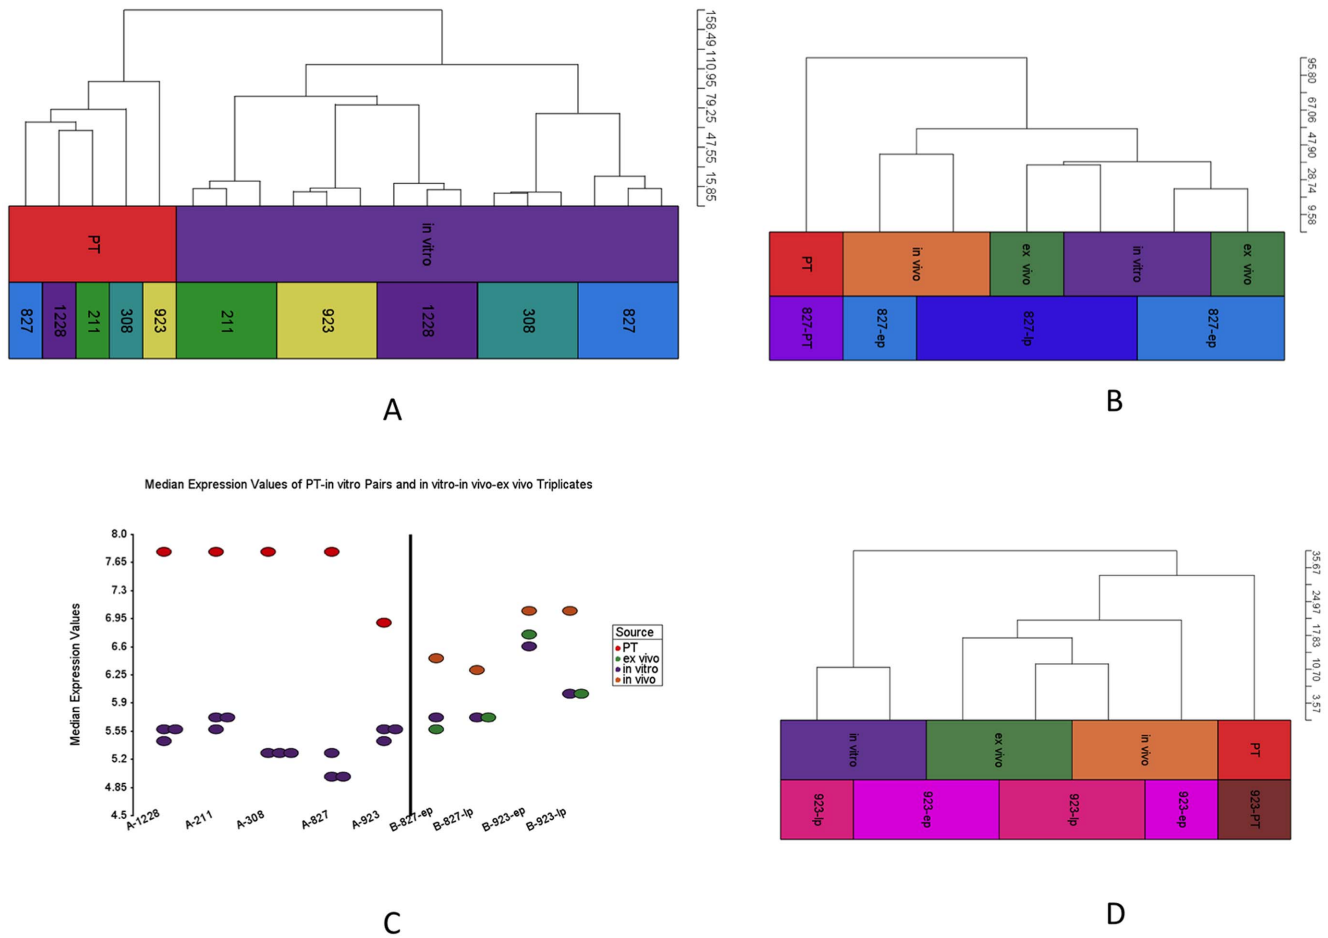 158.49 110.95 79.25 47.55 15.85
PT in vitro
827 1228 211 308 923 211 923 1228 308 827
A
95.80 67.06 47.90 28.74 9.58
PT in vivo ex vivo in vitro ex vivo
827-PT 827-ep 827-lp 827-ep
B
Median Expression Values of PT-in vitro Pairs and in vitro-in vivo-ex vivo Triplicates
Median Expression Values
8.0
7.65
7.3
6.95
6.6
6.25
5.9
5.55
5.2
4.85
4.5
A-1228 A-211 A-308 A-827 A-923 B-827-ep B-827-lp B-923-ep B-923-lp
Source
PT
ex vivo
in vitro
in vivo
C
35.67 24.97 17.83 10.70 3.57
in vitro ex vivo in vivo PT
923-lp 923-ep 923-lp 923-ep 923-PT
D